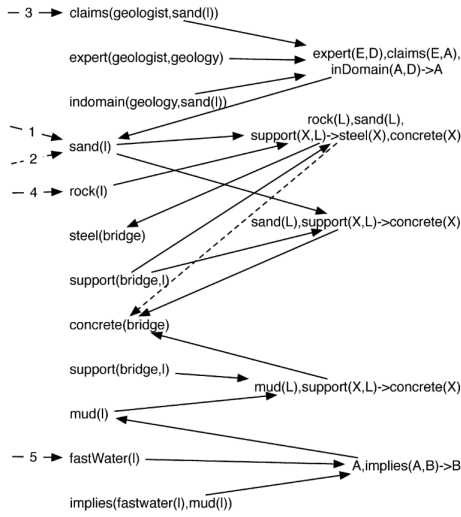 3
claims(geologist,sand(l))
expert(geologist,geology)
expert(E,D),claims(E,A),
inDomain(A,D)->A
indomain(geology,sand(l))
1
2
sand(l)
rock(L),sand(L),
support(X,L)->steel(X),concrete(X)
4
rock(l)
steel(bridge)
sand(L),support(X,L)->concrete(X)
support(bridge,l)
concrete(bridge)
support(bridge,l)
mud(L),support(X,L)->concrete(X)
mud(l)
5
fastWater(l)
A,implies(A,B)->B
implies(fastwater(l),mud(l))